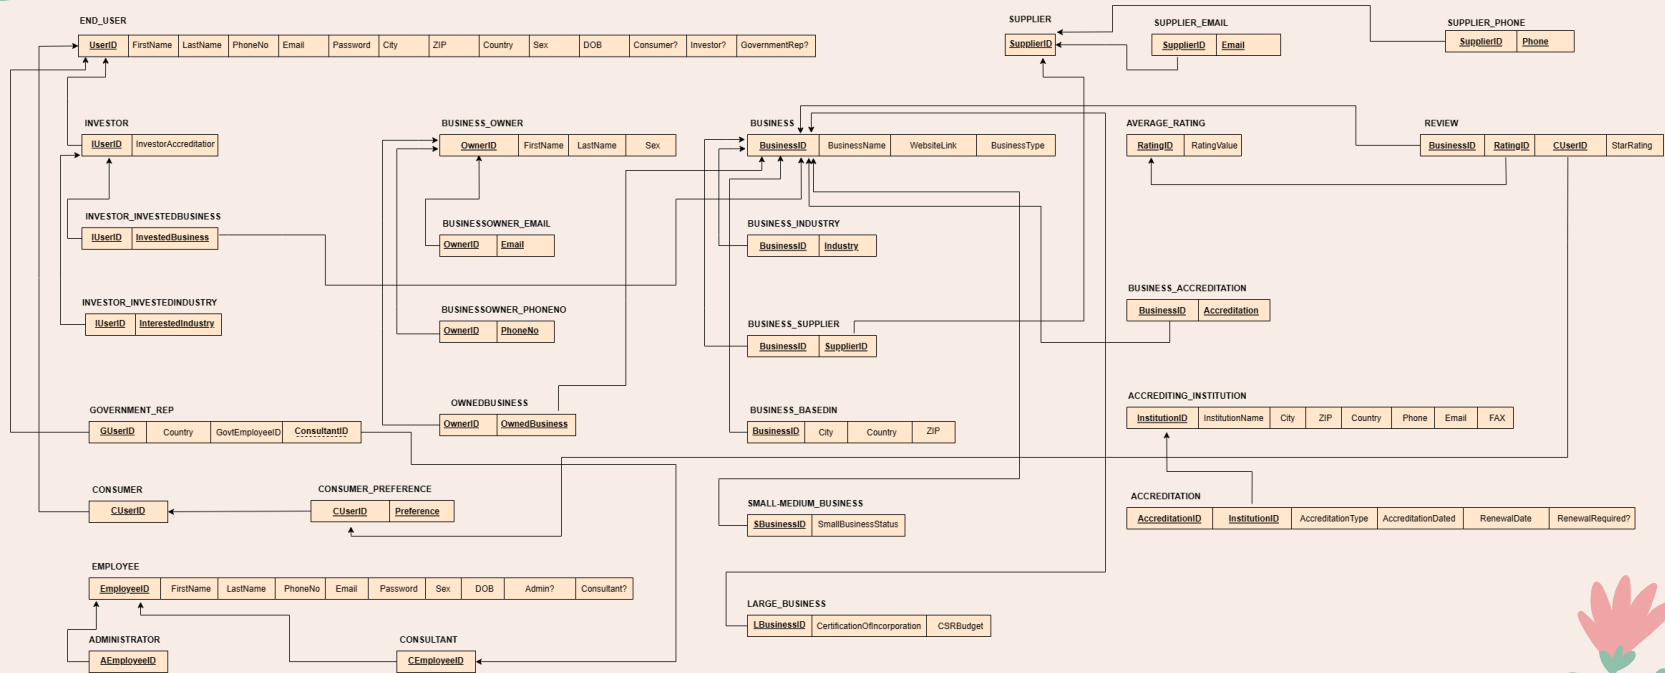 END_USER
UserID FirstName LastName PhoneNo Email Password City ZIP Country Sex DOB Consumer? Investor? GovernmentRep?
SUPPLIER
SupplierID
SUPPLIER_EMAIL
SupplierID Email
SUPPLIER_PHONE
SupplierID Phone
INVESTOR
IUserID InvestorAccreditation
BUSINESS_OWNER
OwnerID FirstName LastName Sex
BUSINESS
BusinessID BusinessName WebsiteLink BusinessType
AVERAGE_RATING
RatingID RatingValue
REVIEW
BusinessID RatingID CUserID StarRating
INVESTOR_INVESTEDBUSINESS
IUserID InvestedBusiness
BUSINESSOWNER_EMAIL
OwnerID Email
BUSINESS_INDUSTRY
BusinessID Industry
BUSINESS_ACCREDITATION
BusinessID Accreditation
INVESTOR_INVESTEDINDUSTRY
IUserID InterestedIndustry
BUSINESSOWNER_PHONENO
OwnerID PhoneNo
BUSINESS_SUPPLIER
BusinessID SupplierID
GOVERNMENT_REP
GUserID Country GovtEmployeeID ConsultantID
OWNEDBUSINESS
OwnerID OwnedBusiness
BUSINESS_BASEDIN
BusinessID City Country ZIP
ACCREDITING_INSTITUTION
InstitutionID InstitutionName City ZIP Country Phone Email FAX
CONSUMER
CUserID
CONSUMER_PREFERENCE
CUserID Preference
SMALL-MEDIUM_BUSINESS
SBusinessID SmallBusinessStatus
ACCREDITATION
AccreditationID InstitutionID AccreditationType AccreditationDated RenewalDate RenewalRequired?
EMPLOYEE
EmployeeID FirstName LastName PhoneNo Email Password Sex DOB Admin? Consultant?
LARGE_BUSINESS
LBusinessID CertificationOfIncorporation CSRBudget
ADMINISTRATOR
AEmployeeID
CONSULTANT
CEmployeeID